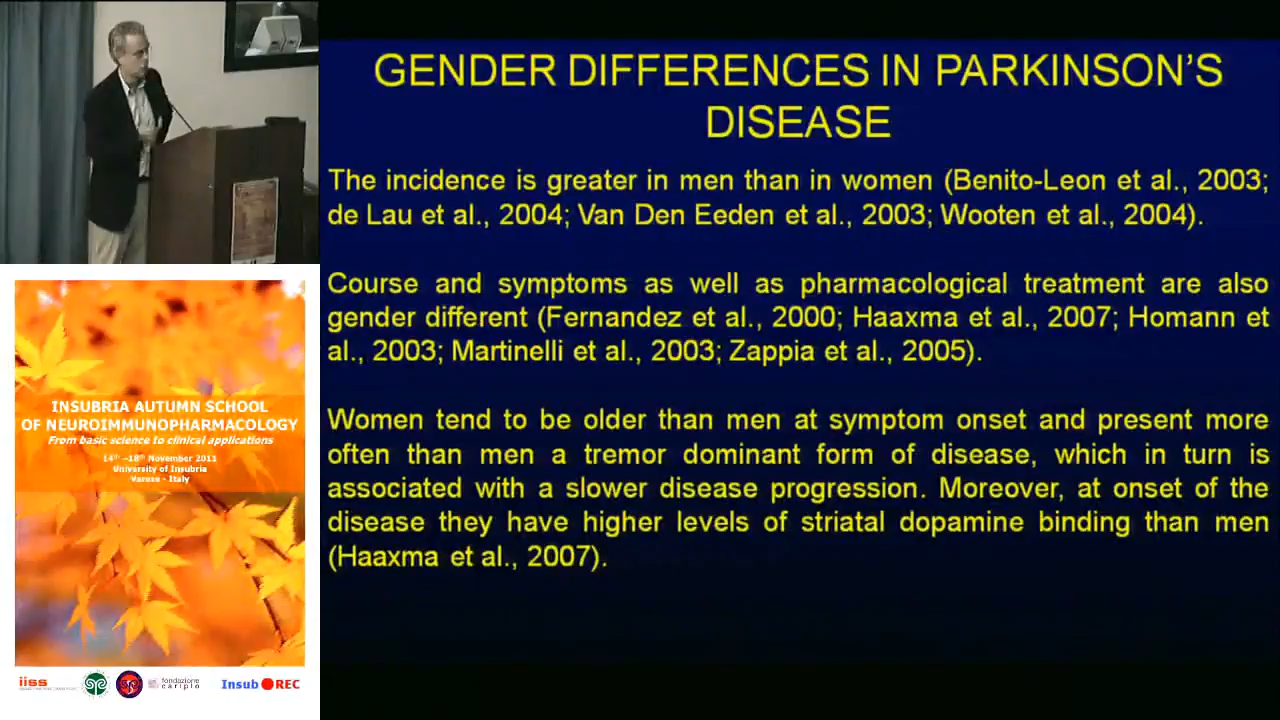 GENDER DIFFERENCES IN PARKINSON'S
DISEASE
The incidence is greater in men than in women (Benito-Leon et al., 2003;
de Lau et al., 2004; Van Den Eeden et al., 2003; Wooten et al., 2004).
Course and symptoms as well as pharmacological treatment are also
gender different (Fernandez et al., 2000; Haaxma et al., 2007; Homann et
al., 2003; Martinelli et al., 2003; Zappia et al., 2005).
Women tend to be older than men at symptom onset and present more
often than men a tremor dominant form of disease, which in turn is
associated with a slower disease progression. Moreover, at onset of the
disease they have higher levels of striatal dopamine binding than men
(Haaxma et al., 2007).
INSUBRIA AUTUMN SCHOOL
OF NEUROIMMUNOPHARMACOLOGY
From basic science to clinical applications
14th –18th November 2011
University of Insubria
Varese - Italy
iiss
fondazione
cariplo
Insub REC